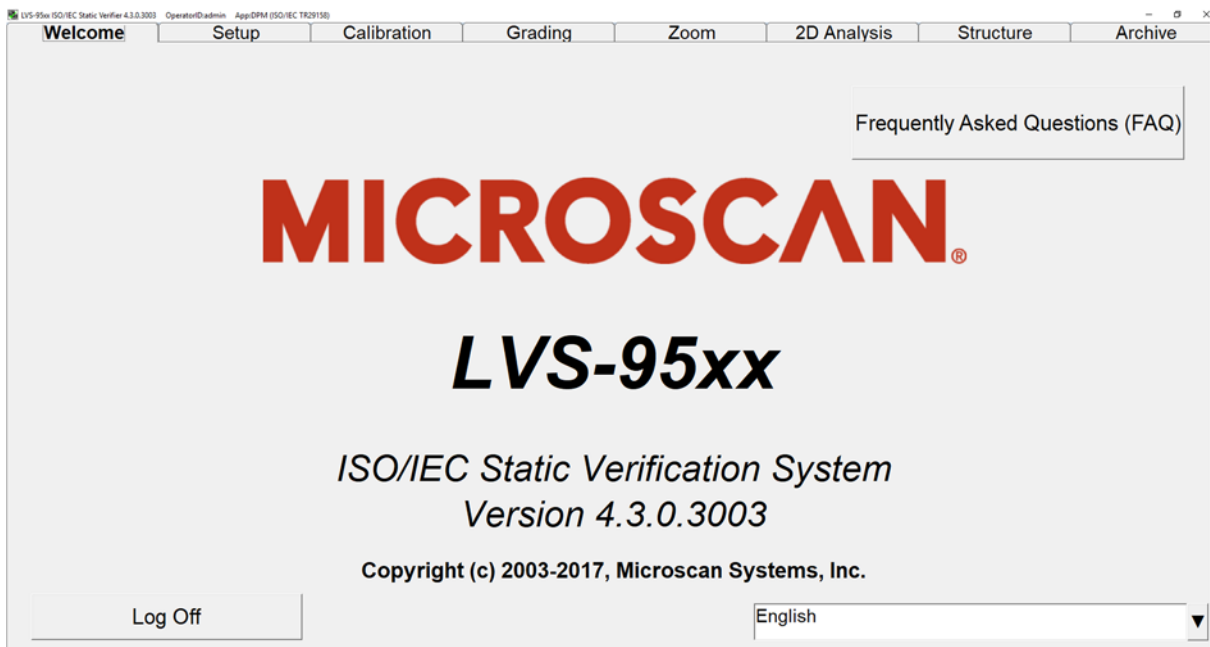 LVS-95xx ISO/IEC Static Verifier 4.3.0.3003 OperatorID:admin App:DPM (ISO/IEC TR29158)
Welcome Setup Calibration Grading Zoom 2D Analysis Structure Archive
Frequently Asked Questions (FAQ)
MICROSCAN®
LVS-95xx
ISO/IEC Static Verification System
Version 4.3.0.3003
Copyright (c) 2003-2017, Microscan Systems, Inc.
Log Off
English